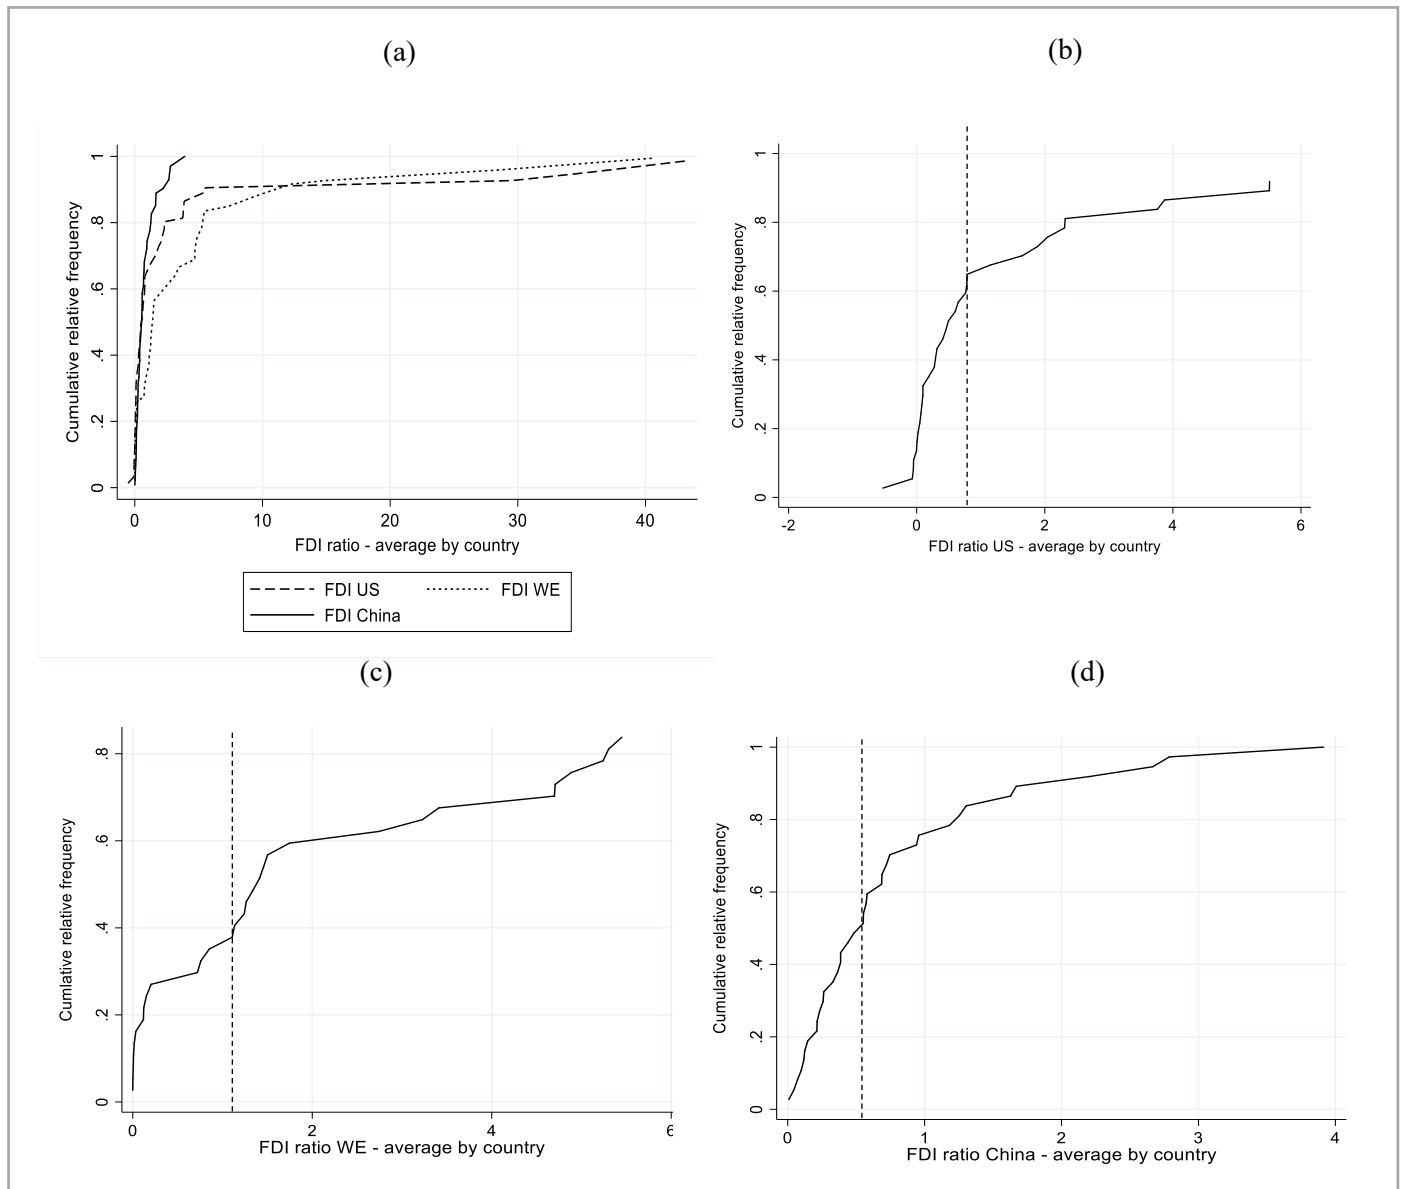 (a)
Cumulative relative frequency
1
.8
.6
.4
.2
0
0 10 20 30 40
FDI ratio - average by country
FDI US FDI WE
FDI China
(b)
Cumulative relative frequency
1
.8
.6
.4
.2
0
-2 0 2 4 6
FDI ratio US - average by country
(c)
Cumlative relative frequency
.8
.6
.4
.2
0
0 2 4 6
FDI ratio WE - average by country
(d)
Cumulative relative frequency
1
.8
.6
.4
.2
0
0 1 2 3 4
FDI ratio China - average by country